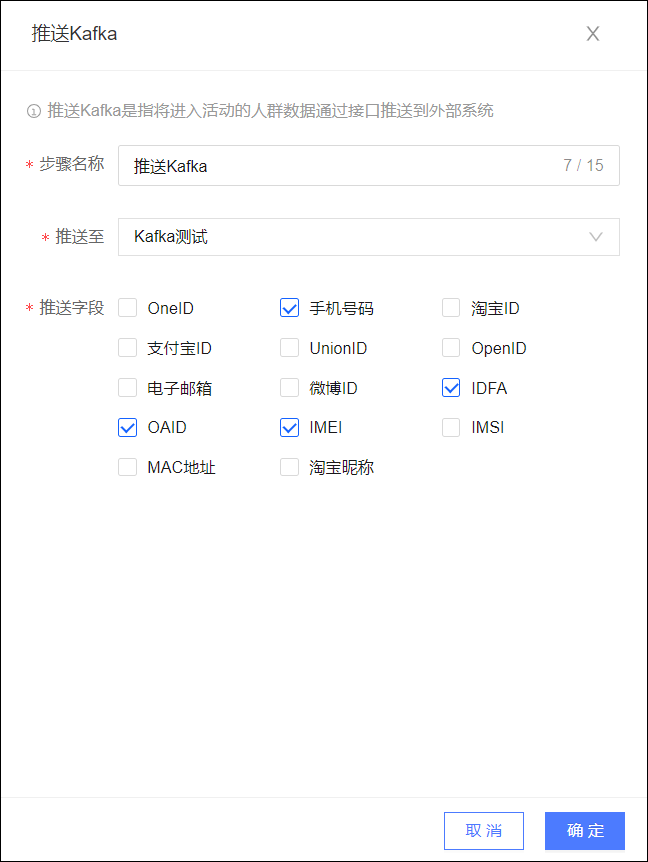 推送Kafka
推送Kafka是指将进入活动的人群数据通过接口推送到外部系统
* 步骤名称 推送Kafka 7 / 15
* 推送至 Kafka测试
* 推送字段 OneID 手机号码 淘宝ID
支付宝ID UnionID OpenID
电子邮箱 微博ID IDFA
OAID IMEI IMSI
MAC地址 淘宝昵称
取消 确定